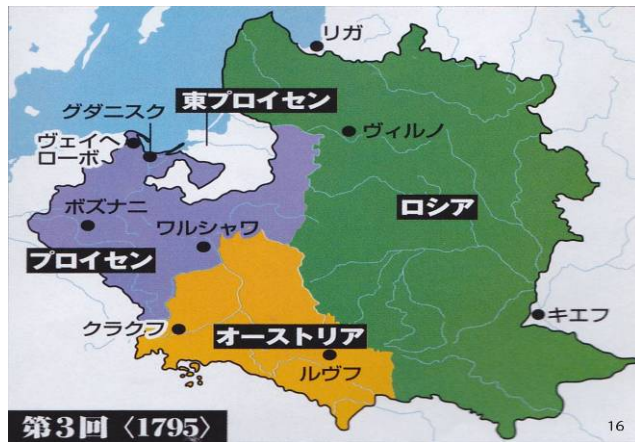 リガ
東プロイセン
グダニスク
ヴェイヘ
ローボ
ヴィルノ
ボズナニ
ワルシャワ
ロシア
プロイセン
キエフ
クラクフ
オーストリア
ルヴフ
第3回〈1795〉
16